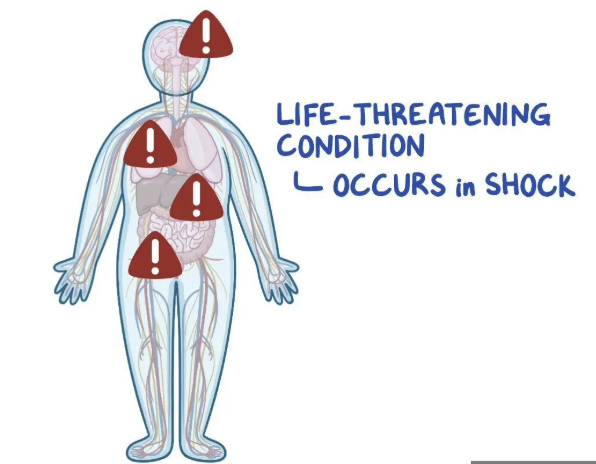 LIFE-THREATENING
CONDITION
OCCURS in SHOCK